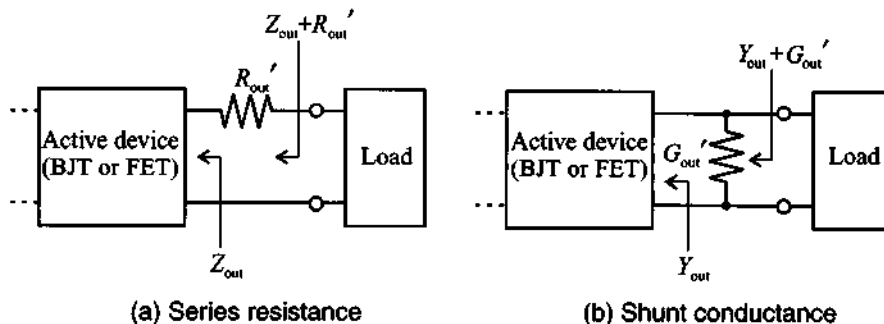 Z_out+R_out′
R_out′
Active device
(BJT or FET)
Load
Z_out
(a) Series resistance
Y_out+G_out′
Active device
(BJT or FET)
G_out′
Load
Y_out
(b) Shunt conductance